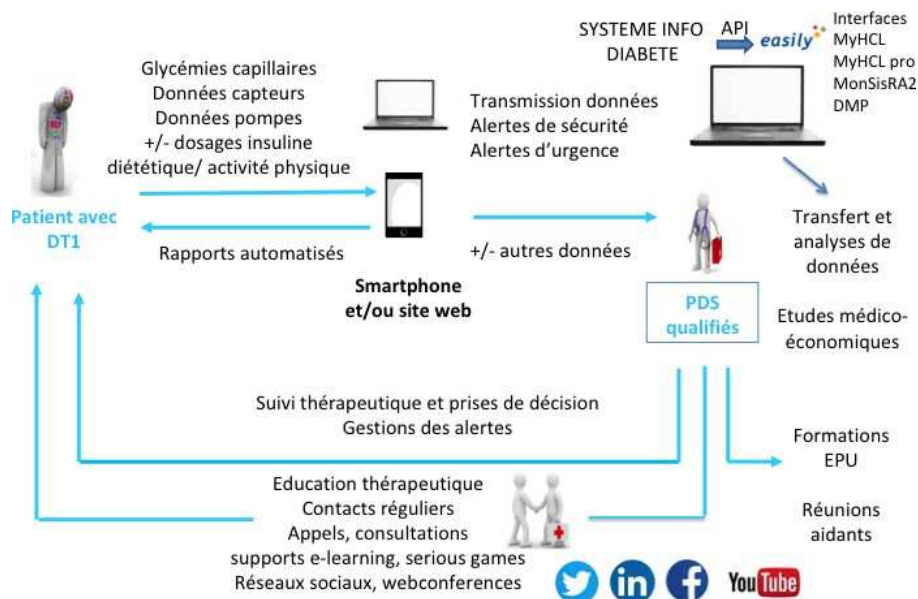 SYSTEME INFO
DIABETE
API
easily
Interfaces
MyHCL
MyHCL pro
MonSisRA2
DMP
Glycémies capillaires
Données capteurs
Données pompes
+/- dosages insuline
diététique/ activité physique
Transmission données
Alertes de sécurité
Alertes d'urgence
Patient avec
DT1
Rapports automatisés
+/- autres données
Smartphone
et/ou site web
PDS
qualifiés
Transfert et
analyses de
données
Etudes médico-
économiques
Suivi thérapeutique et prises de décision
Gestions des alertes
Formations
EPU
Réunions
aidants
Education thérapeutique
Contacts réguliers
Appels, consultations
supports e-learning, serious games
Réseaux sociaux, webconferences
in
f
YouTube